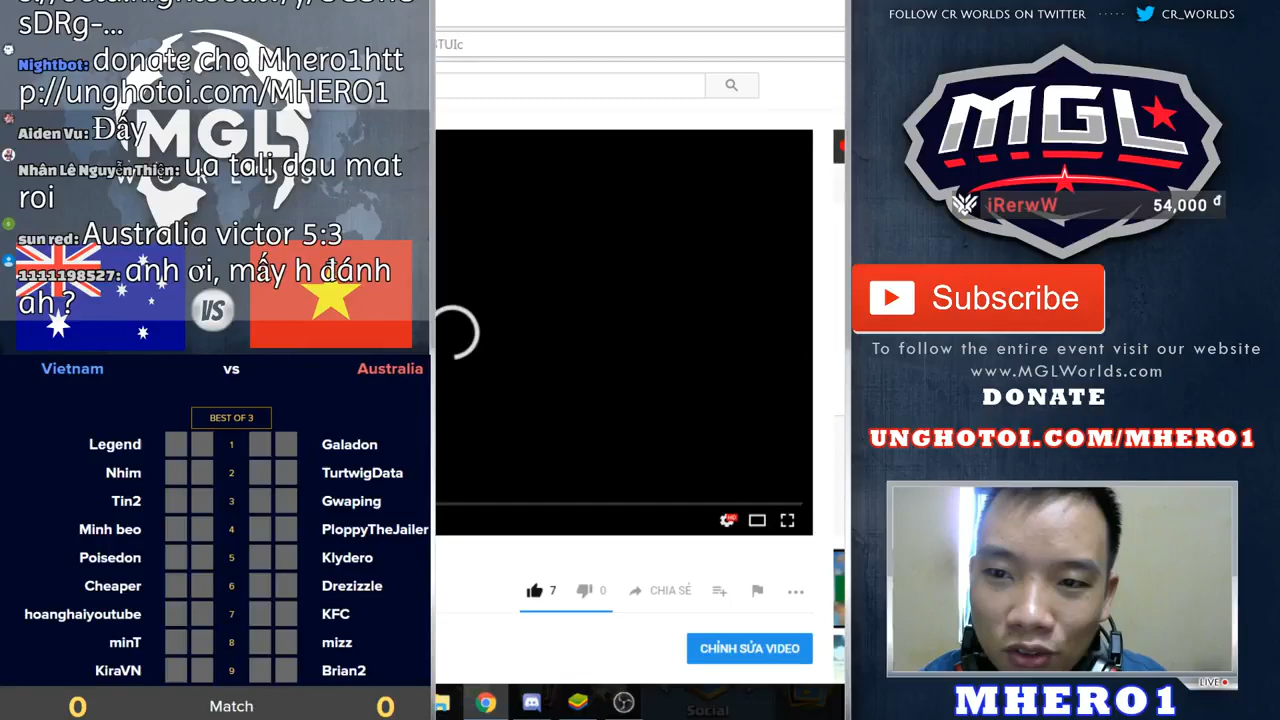 sDRg-...
Nightbot: donate cho Mhero1htt
p://unghotoi.com/MHERO1
Aiden Vu: Đấy
Nhân Lê Nguyễn Thiện: ua tali dau mat
roi
sun red: Australia victor 5:3
1111198527: anh ơi, mấy h đánh
ah ?
MGL
WORLDS
VS
Vietnam vs Australia
BEST OF 3
Legend 1 Galadon
Nhim 2 TurtwigData
Tin2 3 Gwaping
Minh beo 4 PloppyTheJailer
Poisedon 5 Klydero
Cheaper 6 Drezizzle
hoanghaiyoutube 7 KFC
minT 8 mizz
KiraVN 9 Brian2
0 Match 0
TUIc
HD
7 0 CHIA SẺ
CHỈNH SỬA VIDEO
Social
FOLLOW CR WORLDS ON TWITTER ····· CR_WORLDS
MGL
iRerwW 54,000 đ
Subscribe
To follow the entire event visit our website
www.MGLWorlds.com
DONATE
UNGHOTOI.COM/MHERO1
LIVE
MHERO1